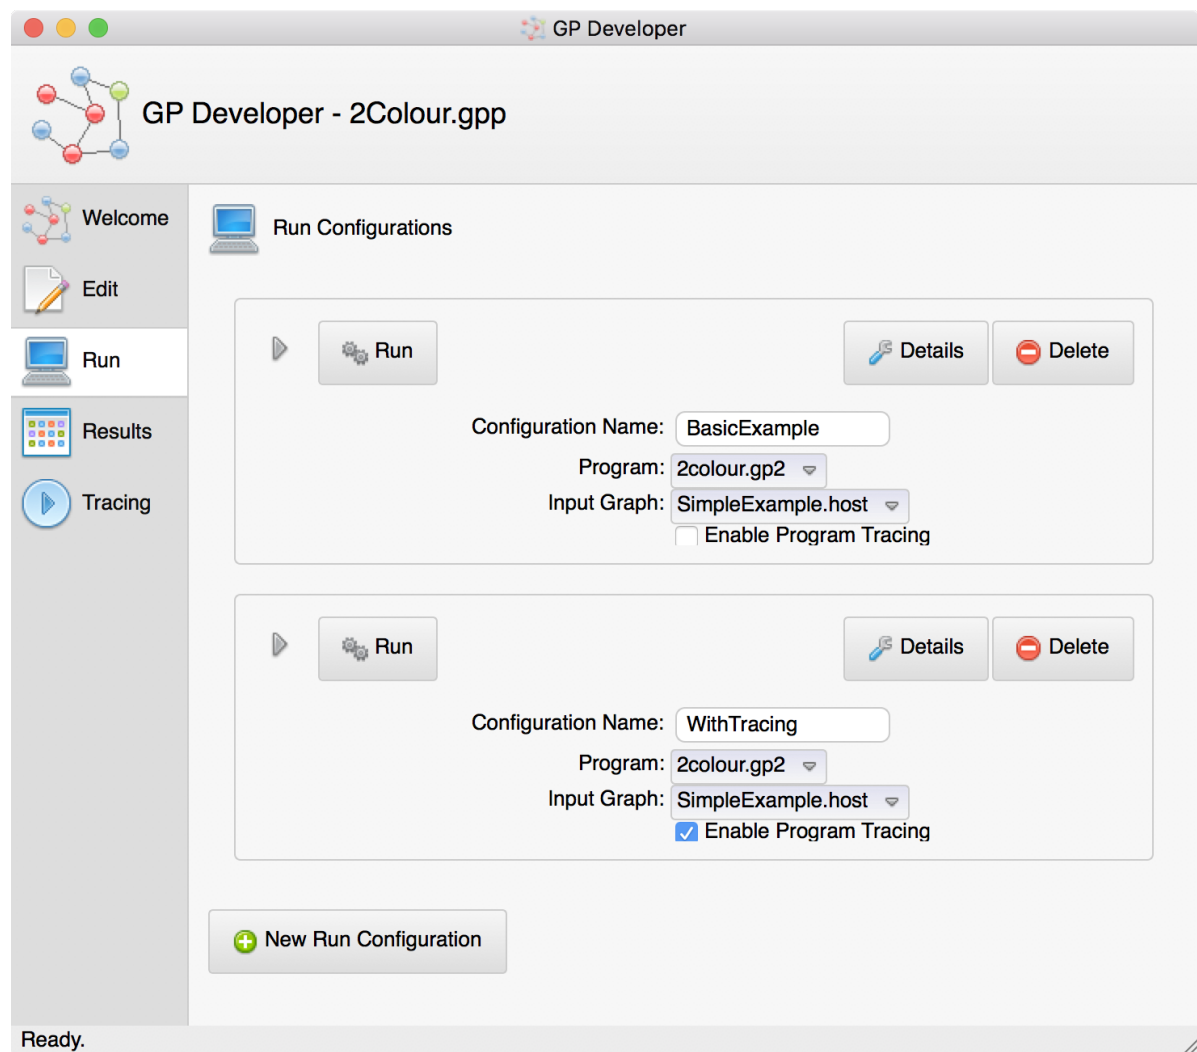 GP Developer
GP Developer - 2Colour.gpp
Welcome
Edit
Run
Results
Tracing
Run Configurations
Run Details Delete
Configuration Name: BasicExample
Program: 2colour.gp2
Input Graph: SimpleExample.host
Enable Program Tracing
Run Details Delete
Configuration Name: WithTracing
Program: 2colour.gp2
Input Graph: SimpleExample.host
Enable Program Tracing
New Run Configuration
Ready.